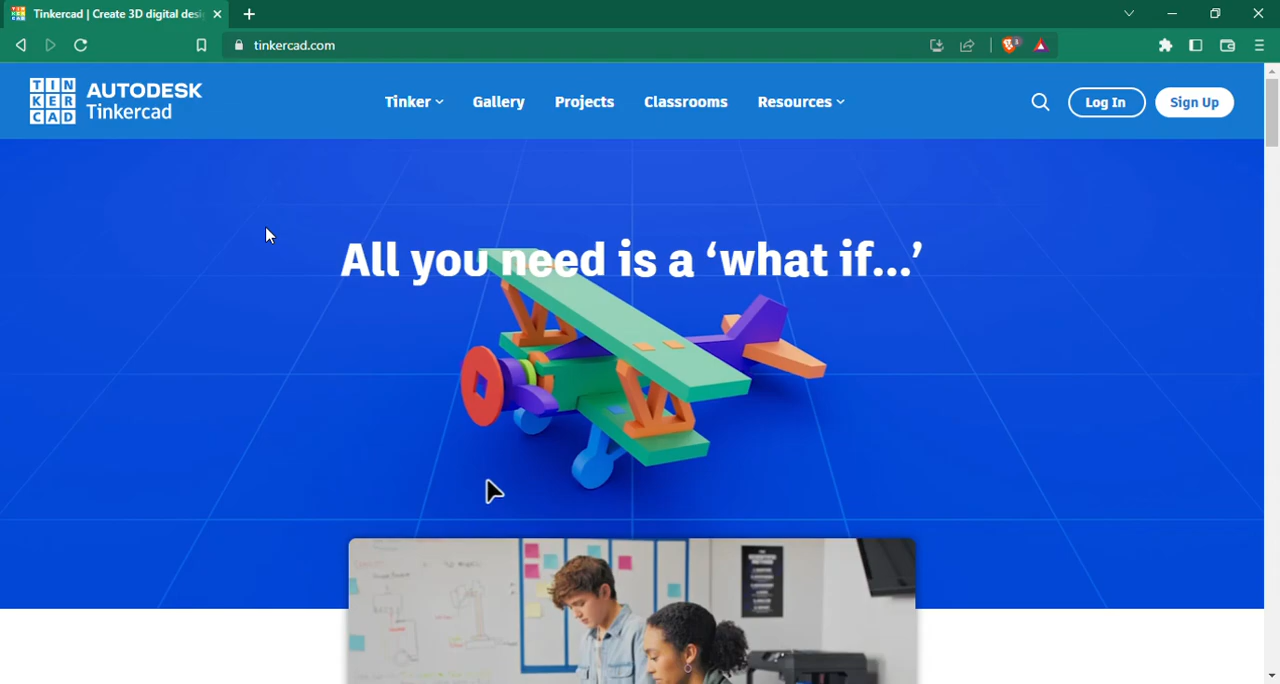 Tinkercad | Create 3D digital desi
tinkercad.com
TIN
KER
CAD
AUTODESK
Tinkercad
Tinker
Gallery
Projects
Classrooms
Resources
Log In
Sign Up
All you need is a ‘what if...’